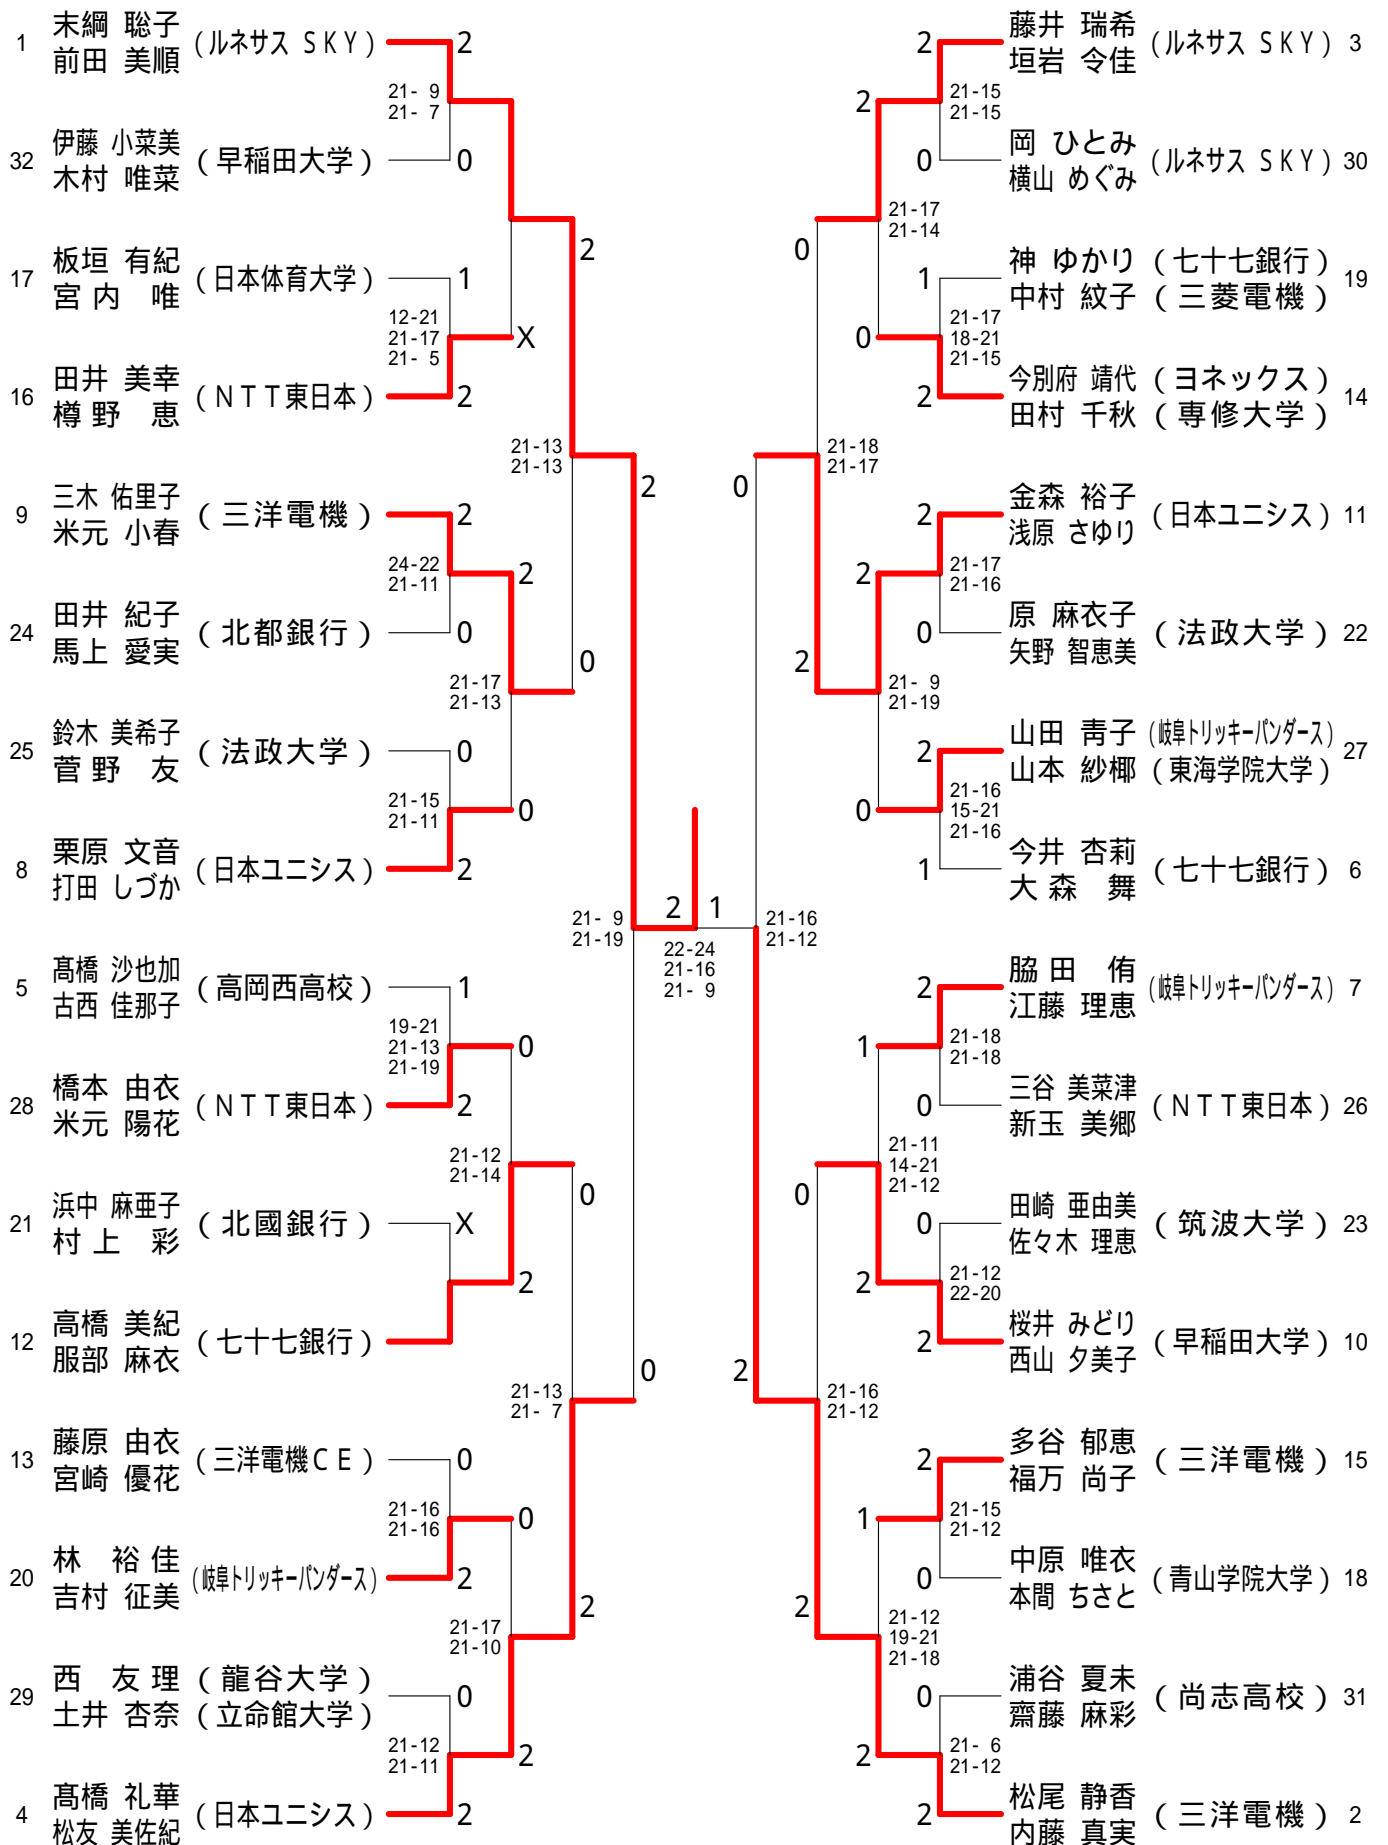 1 末綱 聡子 (ルネサス ＳＫＹ) 2
前田 美順
21- 9
21- 7
32 伊藤 小菜美 (早稲田大学) 0
木村 唯菜
2
17 板垣 有紀 (日本体育大学) 1
宮内 唯
12-21
21-17
21- 5
X
16 田井 美幸 (ＮＴＴ東日本) 2
樽野 恵
21-13
21-13
2
9 三木 佑里子 (三洋電機) 2
米元 小春
24-22
21-11
2
24 田井 紀子 (北都銀行) 0
馬上 愛実
0
21-17
21-13
25 鈴木 美希子 (法政大学) 0
菅野 友
21-15
21-11
0
8 栗原 文音 (日本ユニシス) 2
打田 しづか
21- 9
21-19
5 髙橋 沙也加 (高岡西高校) 1
古西 佳那子
19-21
21-13
21-19
0
28 橋本 由衣 (ＮＴＴ東日本) 2
米元 陽花
21-12
21-14
0
21 浜中 麻亜子 (北國銀行) X
村上 彩
2
12 高橋 美紀 (七十七銀行)
服部 麻衣
0
21-13
21- 7
13 藤原 由衣 (三洋電機ＣＥ) 0
宮崎 優花
21-16
21-16
0
20 林 裕佳 (岐阜トリッキーパンダース) 2
吉村 征美
2
21-17
21-10
29 西 友理 (龍谷大学) 0
土井 杏奈 (立命館大学)
21-12
21-11
2
4 髙橋 礼華 (日本ユニシス) 2
松友 美佐紀
2 1
22-24
21-16
21- 9
2 藤井 瑞希 (ルネサス ＳＫＹ) 3
垣岩 令佳
2
21-15
21-15
0 岡 ひとみ (ルネサス ＳＫＹ) 30
横山 めぐみ
0
21-17
21-14
1 神 ゆかり (七十七銀行) 19
中村 紋子 (三菱電機)
0
21-17
18-21
21-15
2 今別府 靖代 (ヨネックス) 14
田村 千秋 (専修大学)
0
21-18
21-17
2 金森 裕子 (日本ユニシス) 11
浅原 さゆり
2
21-17
21-16
0 原 麻衣子 (法政大学) 22
矢野 智恵美
2
21- 9
21-19
2 山田 青子 (岐阜トリッキーパンダース) 27
山本 紗椰 (東海学院大学)
0
21-16
15-21
21-16
1 今井 杏莉 (七十七銀行) 6
大森 舞
21-16
21-12
2 脇田 侑 (岐阜トリッキーパンダース) 7
江藤 理恵
1
21-18
21-18
0 三谷 美菜津 (ＮＴＴ東日本) 26
新玉 美郷
0
21-11
14-21
21-12
0 田崎 亜由美 (筑波大学) 23
佐々木 理恵
2
21-12
22-20
2 桜井 みどり (早稲田大学) 10
西山 夕美子
2
21-16
21-12
2 多谷 郁恵 (三洋電機) 15
福万 尚子
1
21-15
21-12
0 中原 唯衣 (青山学院大学) 18
本間 ちさと
2
21-12
19-21
21-18
0 浦谷 夏未 (尚志高校) 31
齋藤 麻彩
2
21- 6
21-12
2 松尾 静香 (三洋電機) 2
内藤 真実